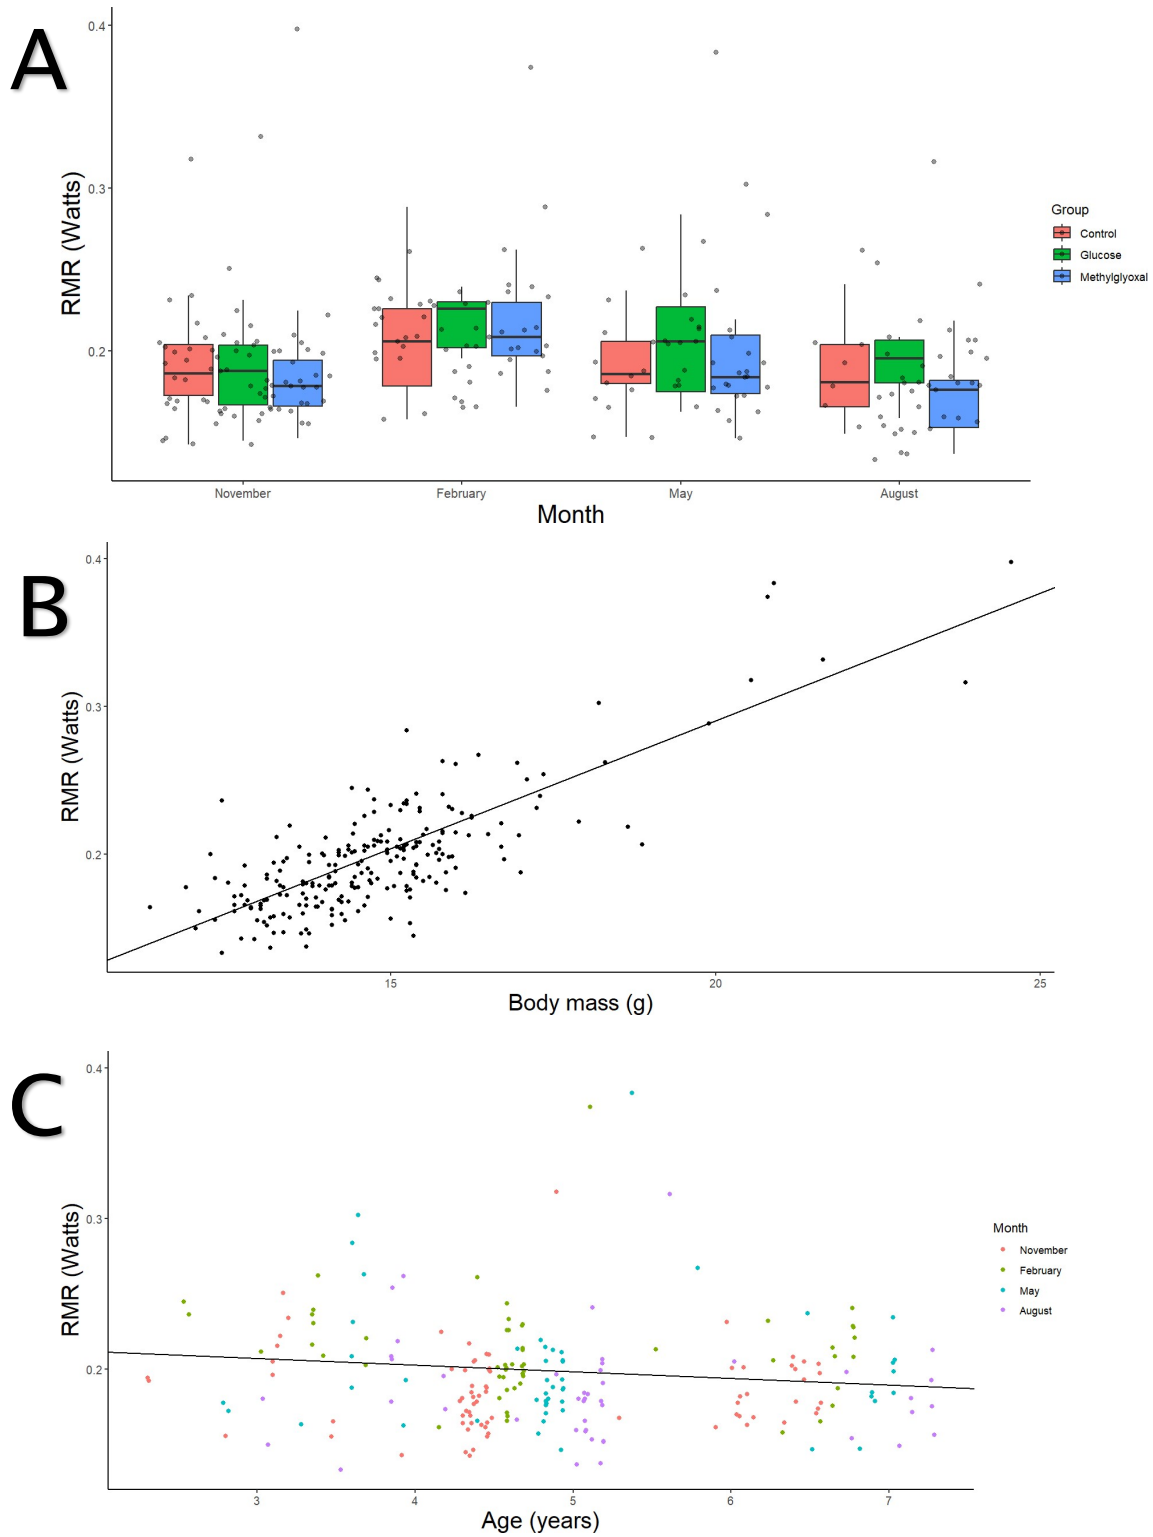 A
0.4
0.3
0.2
RMR (Watts)
November
February
May
August
Month
Group
Control
Glucose
Methylglyoxal
B
0.4
0.3
0.2
RMR (Watts)
15
20
25
Body mass (g)
C
0.4
0.3
0.2
RMR (Watts)
3
4
5
6
7
Age (years)
Month
November
February
May
August